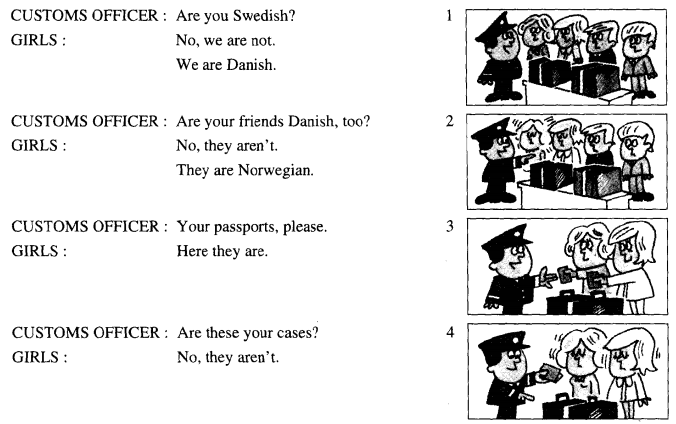 CUSTOMS OFFICER : Are you Swedish? 1
GIRLS : No, we are not.
We are Danish.
CUSTOMS OFFICER : Are your friends Danish, too? 2
GIRLS : No, they aren't.
They are Norwegian.
CUSTOMS OFFICER : Your passports, please. 3
GIRLS : Here they are.
CUSTOMS OFFICER : Are these your cases? 4
GIRLS : No, they aren't.